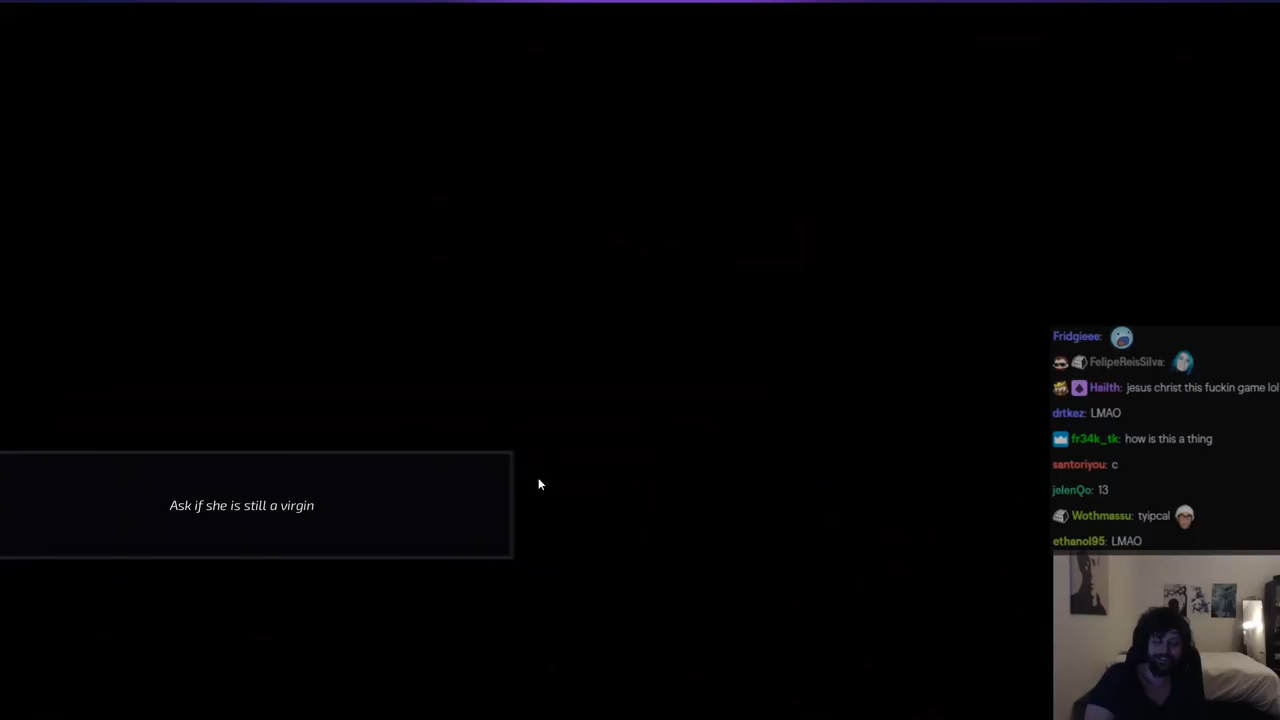 Fridgieee:
FelipeReisSilva:
Hailth: jesus christ this fuckin game lol
drtkez: LMAO
fr34k_tk: how is this a thing
santoriyou: c
jelenQo: 13
Wothmassu: tyipcal
ethanol95: LMAO
Ask if she is still a virgin